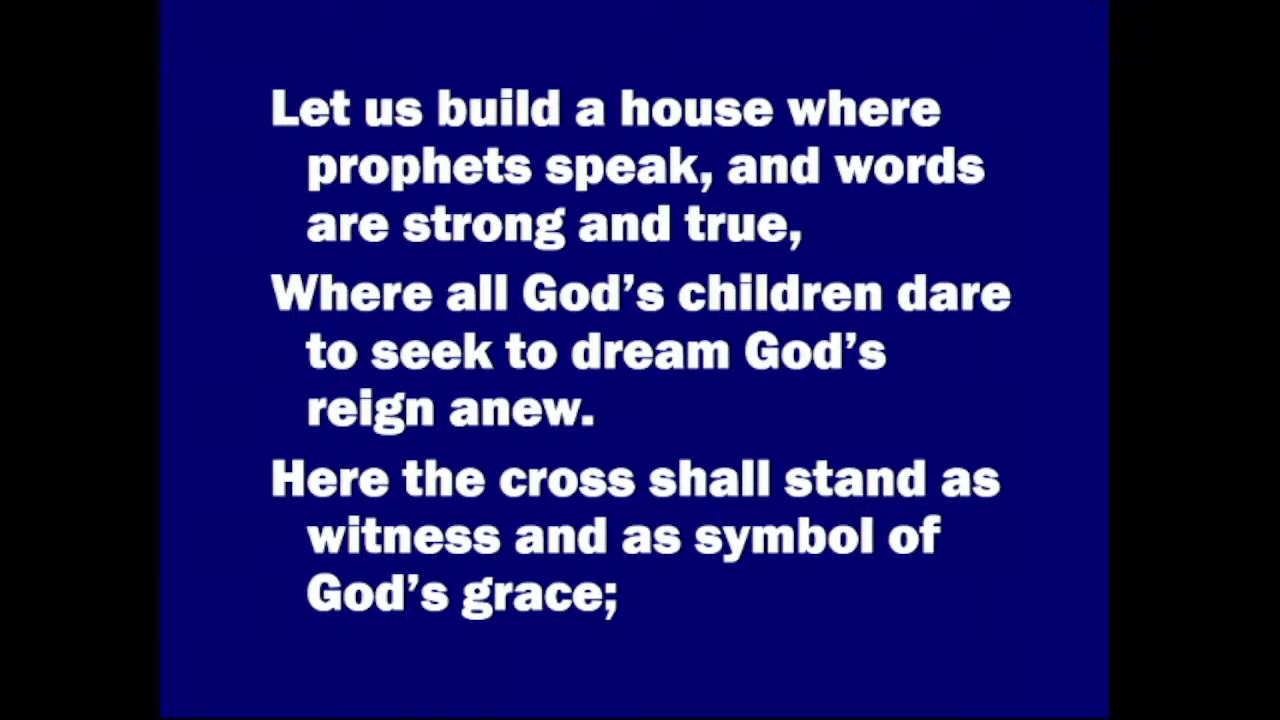 Let us build a house where
prophets speak, and words
are strong and true,
Where all God’s children dare
to seek to dream God’s
reign anew.
Here the cross shall stand as
witness and as symbol of
God’s grace;